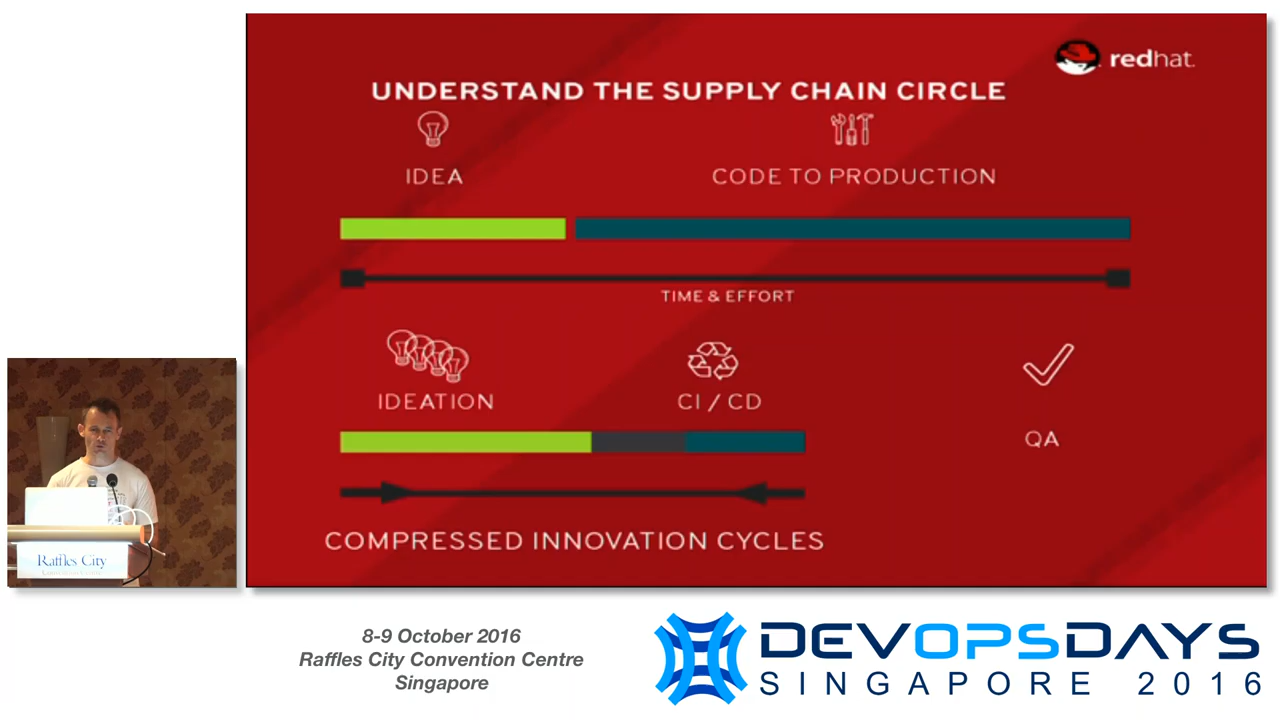 redhat.
UNDERSTAND THE SUPPLY CHAIN CIRCLE
IDEA
CODE TO PRODUCTION
TIME & EFFORT
IDEATION
CI / CD
QA
COMPRESSED INNOVATION CYCLES
Raffles City
8-9 October 2016
Raffles City Convention Centre
Singapore
DEVOPSDAYS
SINGAPORE 2016